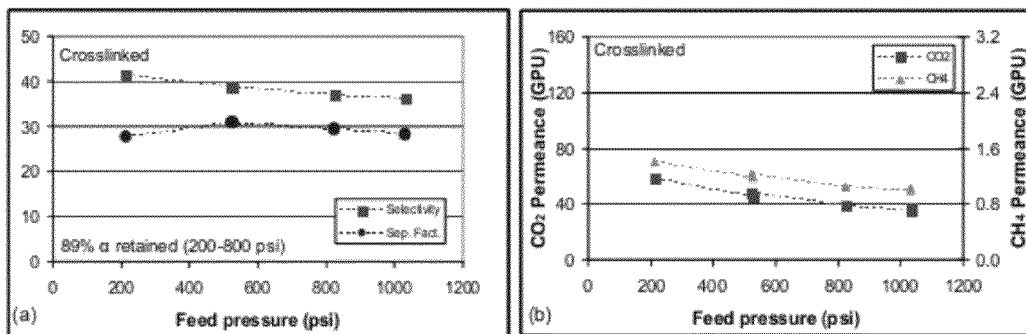 50
40
30
20
10
0
Crosslinked
Selectivity
Sep. Fact.
89% α retained (200-800 psi)
0 200 400 600 800 1000 1200
(a)
Feed pressure (psi)
CO₂ Permeance (GPU)
160
120
80
40
0
Crosslinked
CO2
CH4
3.2
2.4
1.6
0.8
0.0
CH₄ Permeance (GPU)
0 200 400 600 800 1000 1200
(b)
Feed pressure (psi)